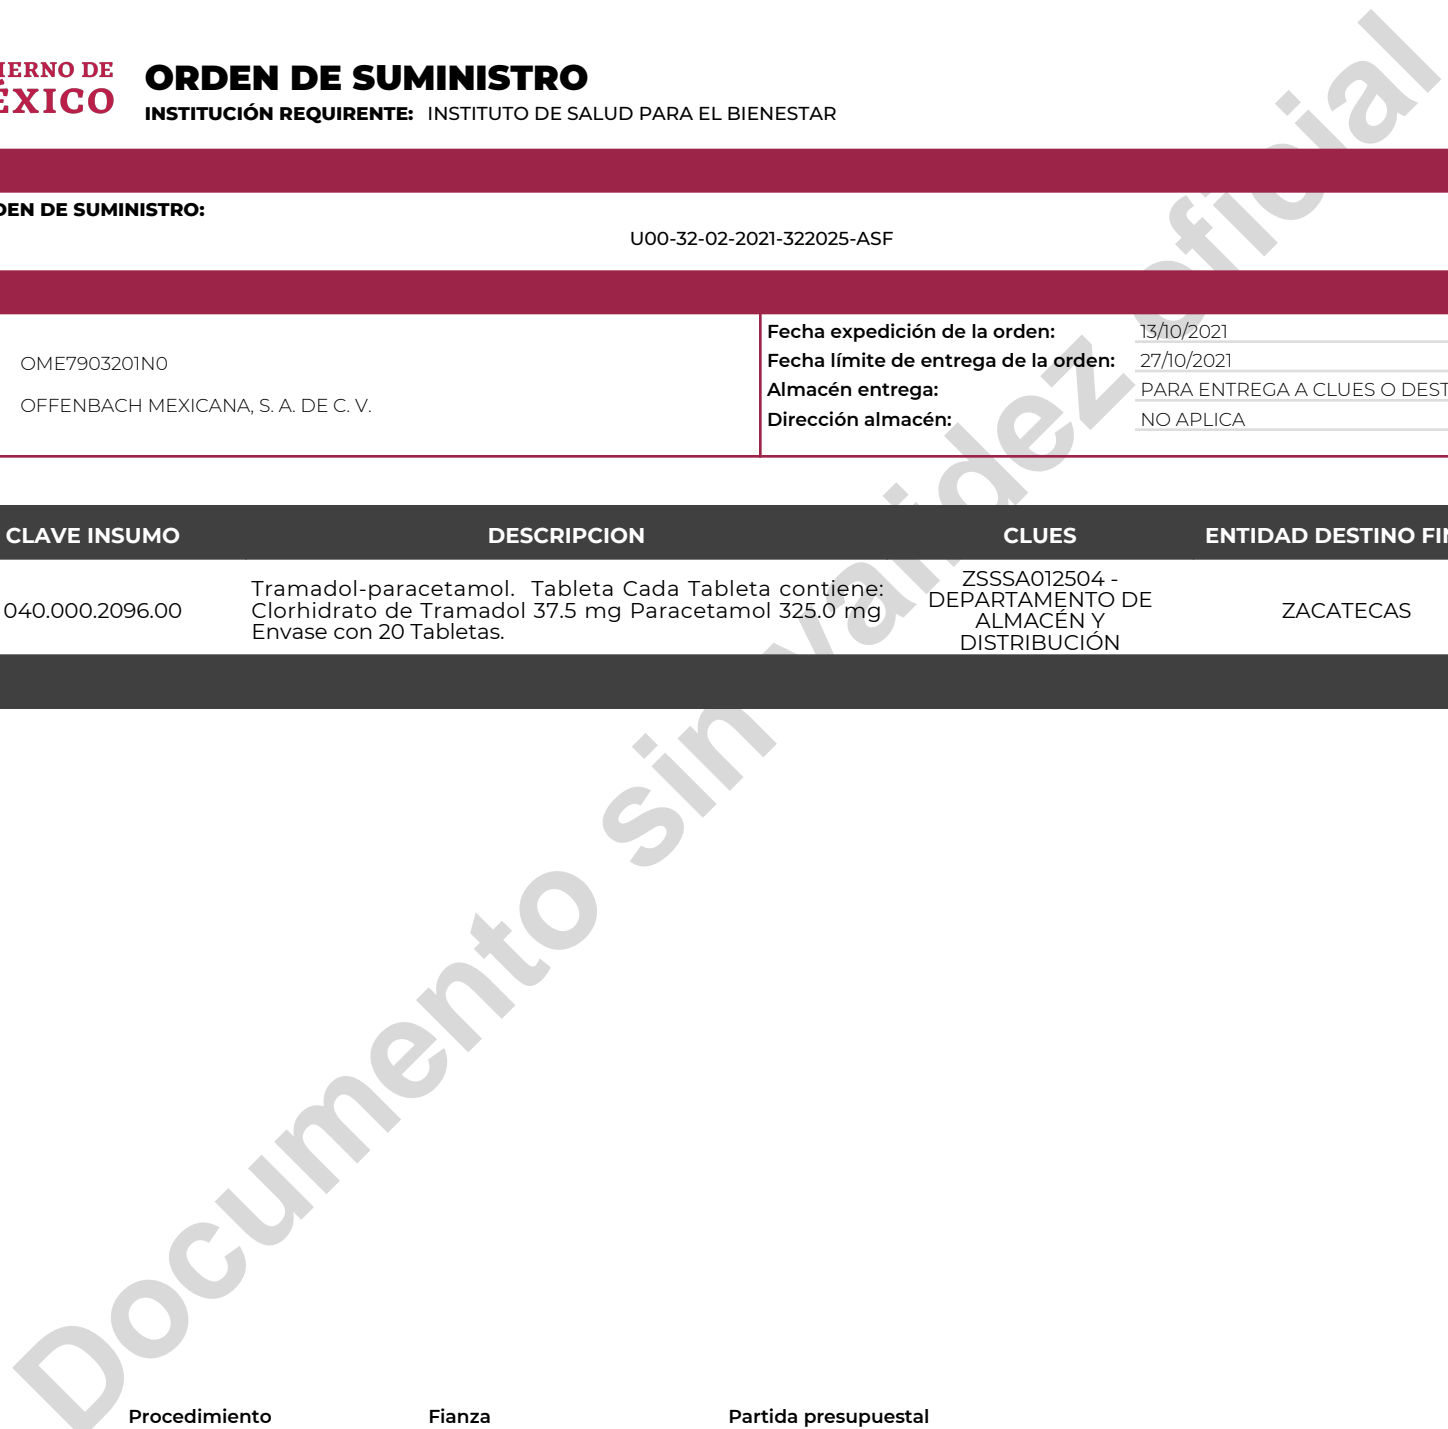 IERNO DE
ÉXICO
ORDEN DE SUMINISTRO
INSTITUCIÓN REQUIRENTE: INSTITUTO DE SALUD PARA EL BIENESTAR
DEN DE SUMINISTRO:
U00-32-02-2021-322025-ASF
OME7903201N0
OFFENBACH MEXICANA, S. A. DE C. V.
Fecha expedición de la orden: 13/10/2021
Fecha límite de entrega de la orden: 27/10/2021
Almacén entrega: PARA ENTREGA A CLUES O DEST
Dirección almacén: NO APLICA
CLAVE INSUMO DESCRIPCION CLUES ENTIDAD DESTINO FIN
040.000.2096.00
Tramadol-paracetamol. Tableta Cada Tableta contiene:
Clorhidrato de Tramadol 37.5 mg Paracetamol 325.0 mg
Envase con 20 Tabletas.
ZSSSA012504 -
DEPARTAMENTO DE
ALMACÉN Y
DISTRIBUCIÓN
ZACATECAS
Documento sin validez oficial
Procedimiento Fianza Partida presupuestal